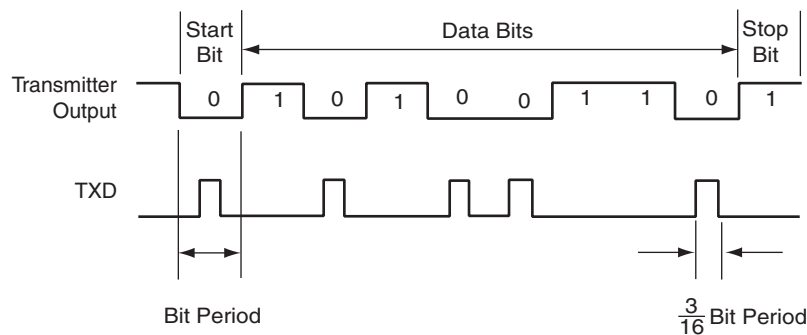 Start
Bit
Data Bits
Stop
Bit
Transmitter
Output
0 1 0 1 0 0 1 1 0 1
TXD
Bit Period
3/16 Bit Period